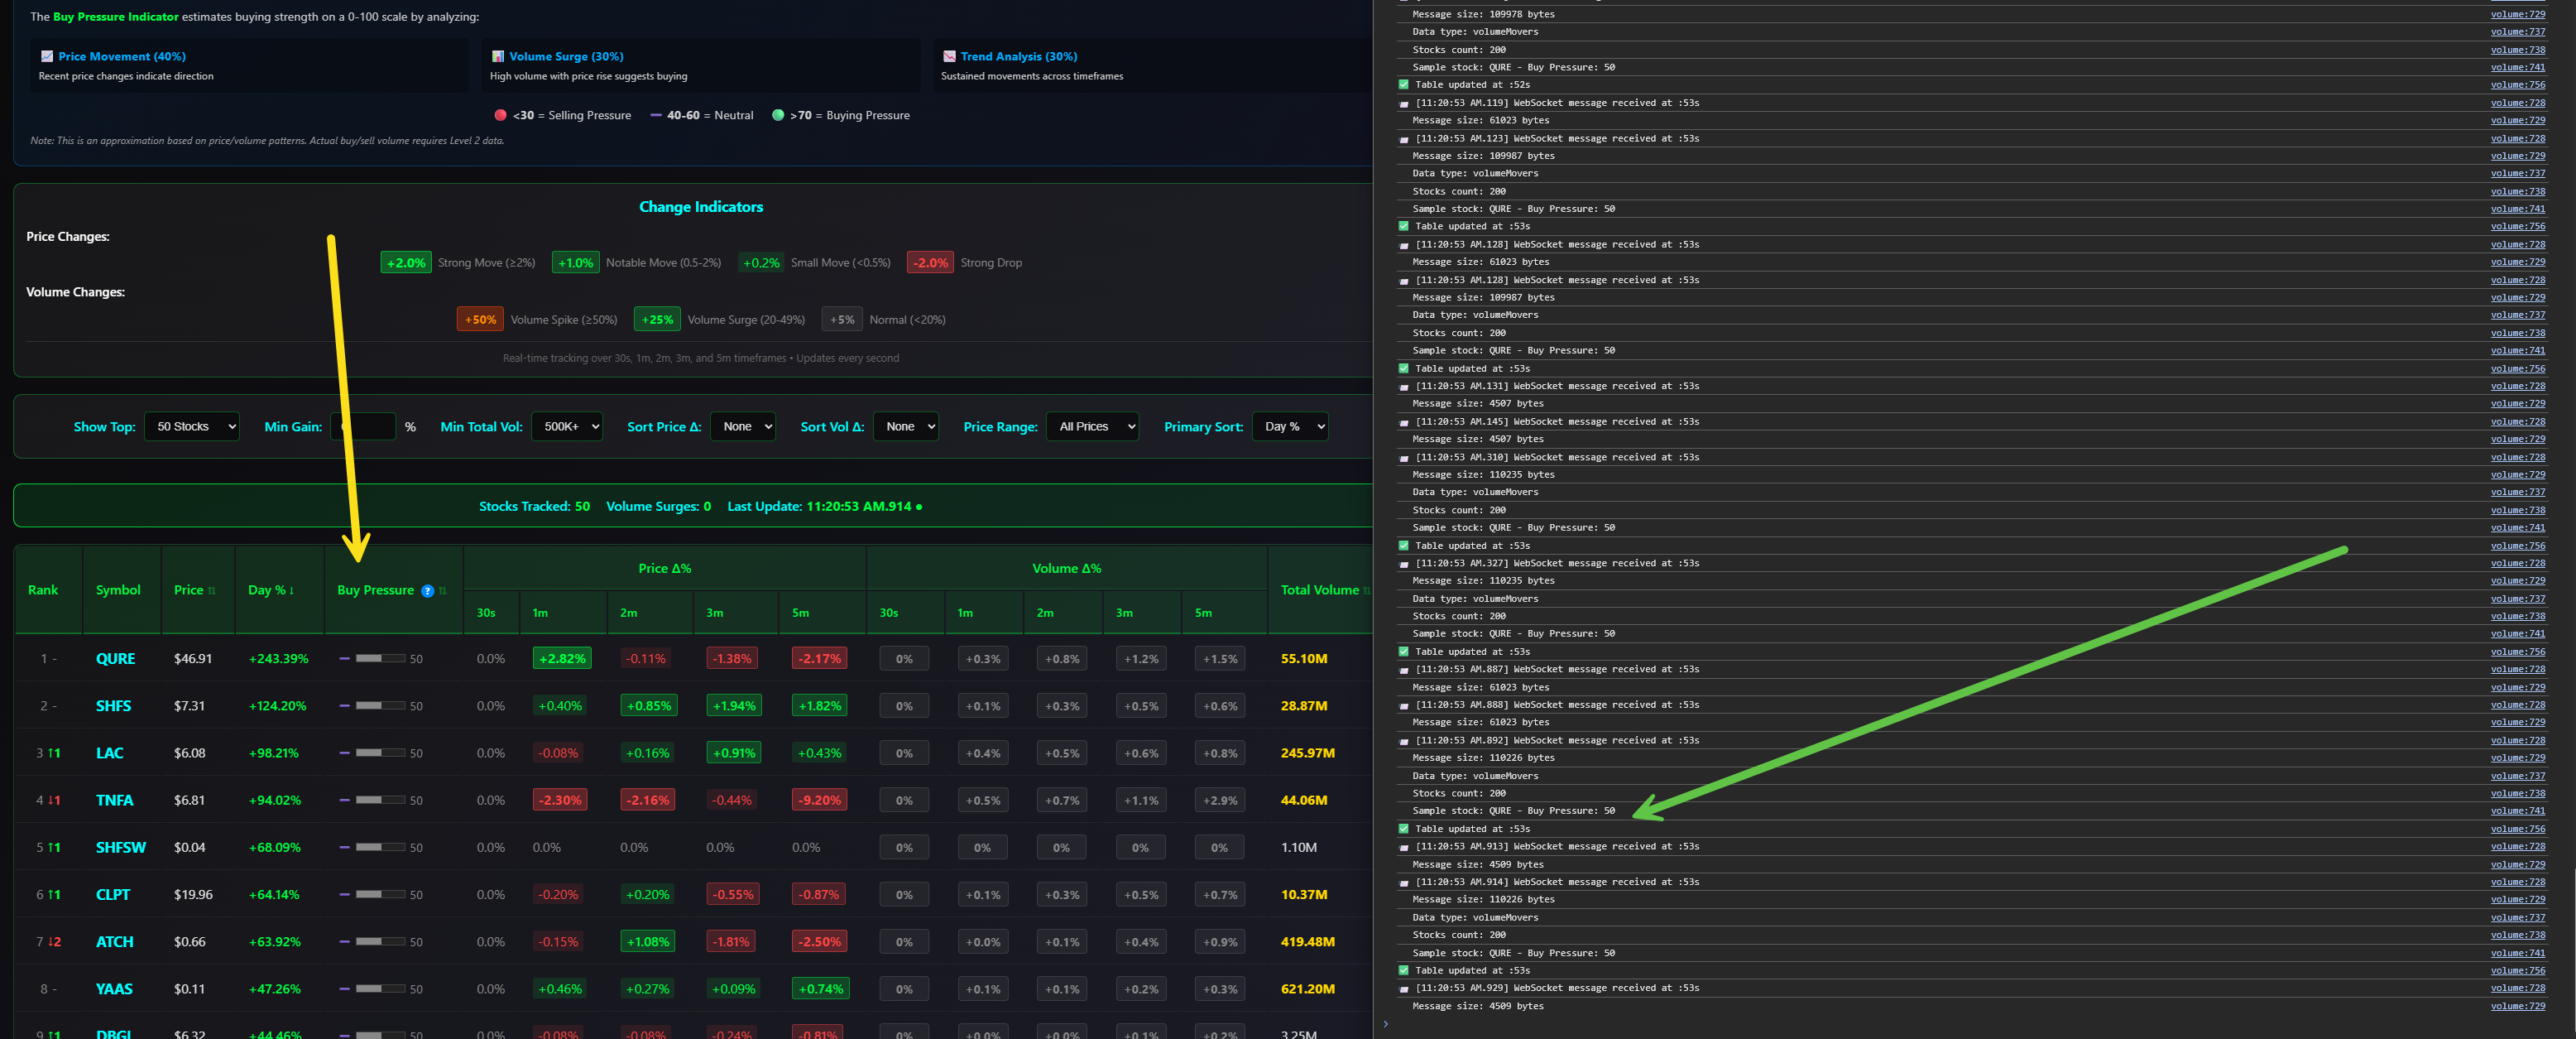 The Buy Pressure Indicator estimates buying strength on a 0-100 scale by analyzing:
Price Movement (40%)
Recent price changes indicate direction
Volume Surge (30%)
High volume with price rise suggests buying
Trend Analysis (30%)
Sustained movements across timeframes
<30 = Selling Pressure 40-60 = Neutral >70 = Buying Pressure
Note: This is an approximation based on price/volume patterns. Actual buy/sell volume requires Level 2 data.
Change Indicators
Price Changes:
+2.0% Strong Move (≥2%) +1.0% Notable Move (0.5-2%) +0.2% Small Move (<0.5%) -2.0% Strong Drop
Volume Changes:
+50% Volume Spike (≥50%) +25% Volume Surge (20-49%) +5% Normal (<20%)
Real-time tracking over 30s, 1m, 2m, 3m, and 5m timeframes • Updates every second
Show Top: 50 Stocks Min Gain: % Min Total Vol: 500K+ Sort Price Δ: None Sort Vol Δ: None Price Range: All Prices Primary Sort: Day %
Stocks Tracked: 50 Volume Surges: 0 Last Update: 11:20:53 AM.914 ●
Rank Symbol Price ⇅ Day % ↓ Buy Pressure ? ⇅ Price Δ% Volume Δ% Total Volume ⇅
30s 1m 2m 3m 5m 30s 1m 2m 3m 5m
1 - QURE $46.91 +243.39% 50 0.0% +2.82% -0.11% -1.38% -2.17% 0% +0.3% +0.8% +1.2% +1.5% 55.10M
2 - SHFS $7.31 +124.20% 50 0.0% +0.40% +0.85% +1.94% +1.82% 0% +0.1% +0.3% +0.5% +0.6% 28.87M
3 ↑1 LAC $6.08 +98.21% 50 0.0% -0.08% +0.16% +0.91% +0.43% 0% +0.4% +0.5% +0.6% +0.8% 245.97M
4 ↓1 TNFA $6.81 +94.02% 50 0.0% -2.30% -2.16% -0.44% -9.20% 0% +0.5% +0.7% +1.1% +2.9% 44.06M
5 ↑1 SHFSW $0.04 +68.09% 50 0.0% 0.0% 0.0% 0.0% 0.0% 0% 0% 0% 0% 0% 1.10M
6 ↑1 CLPT $19.96 +64.14% 50 0.0% -0.20% +0.20% -0.55% -0.87% 0% +0.1% +0.3% +0.5% +0.7% 10.37M
7 ↓2 ATCH $0.66 +63.92% 50 0.0% -0.15% +1.08% -1.81% -2.50% 0% +0.0% +0.1% +0.4% +0.9% 419.48M
8 - YAAS $0.11 +47.26% 50 0.0% +0.46% +0.27% +0.09% +0.74% 0% +0.1% +0.1% +0.2% +0.3% 621.20M
9 ↑1 DBGI $6.32 +44.46% 50 0.0% -0.08% -0.08% -0.24% -0.81% 0% +0.0% +0.0% +0.1% +0.2% 3.25M
Message size: 109978 bytes volume:729
Data type: volumeMovers volume:737
Stocks count: 200 volume:738
Sample stock: QURE - Buy Pressure: 50 volume:741
Table updated at :52s volume:756
[11:20:53 AM.119] WebSocket message received at :53s volume:728
Message size: 61023 bytes volume:729
[11:20:53 AM.123] WebSocket message received at :53s volume:728
Message size: 109987 bytes volume:729
Data type: volumeMovers volume:737
Stocks count: 200 volume:738
Sample stock: QURE - Buy Pressure: 50 volume:741
Table updated at :53s volume:756
[11:20:53 AM.128] WebSocket message received at :53s volume:728
Message size: 61023 bytes volume:729
[11:20:53 AM.128] WebSocket message received at :53s volume:728
Message size: 109987 bytes volume:729
Data type: volumeMovers volume:737
Stocks count: 200 volume:738
Sample stock: QURE - Buy Pressure: 50 volume:741
Table updated at :53s volume:756
[11:20:53 AM.131] WebSocket message received at :53s volume:728
Message size: 4507 bytes volume:729
[11:20:53 AM.145] WebSocket message received at :53s volume:728
Message size: 4507 bytes volume:729
[11:20:53 AM.310] WebSocket message received at :53s volume:728
Message size: 110235 bytes volume:729
Data type: volumeMovers volume:737
Stocks count: 200 volume:738
Sample stock: QURE - Buy Pressure: 50 volume:741
Table updated at :53s volume:756
[11:20:53 AM.327] WebSocket message received at :53s volume:728
Message size: 110235 bytes volume:729
Data type: volumeMovers volume:737
Stocks count: 200 volume:738
Sample stock: QURE - Buy Pressure: 50 volume:741
Table updated at :53s volume:756
[11:20:53 AM.887] WebSocket message received at :53s volume:728
Message size: 61023 bytes volume:729
[11:20:53 AM.888] WebSocket message received at :53s volume:728
Message size: 61023 bytes volume:729
[11:20:53 AM.892] WebSocket message received at :53s volume:728
Message size: 110226 bytes volume:729
Data type: volumeMovers volume:737
Stocks count: 200 volume:738
Sample stock: QURE - Buy Pressure: 50 volume:741
Table updated at :53s volume:756
[11:20:53 AM.913] WebSocket message received at :53s volume:728
Message size: 4509 bytes volume:729
[11:20:53 AM.914] WebSocket message received at :53s volume:728
Message size: 110226 bytes volume:729
Data type: volumeMovers volume:737
Stocks count: 200 volume:738
Sample stock: QURE - Buy Pressure: 50 volume:741
Table updated at :53s volume:756
[11:20:53 AM.929] WebSocket message received at :53s volume:728
Message size: 4509 bytes volume:729